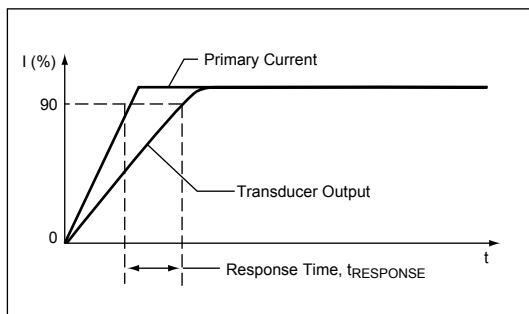 Primary Current
I (%)
90
Transducer Output
0
t
Response Time, tRESPONSE